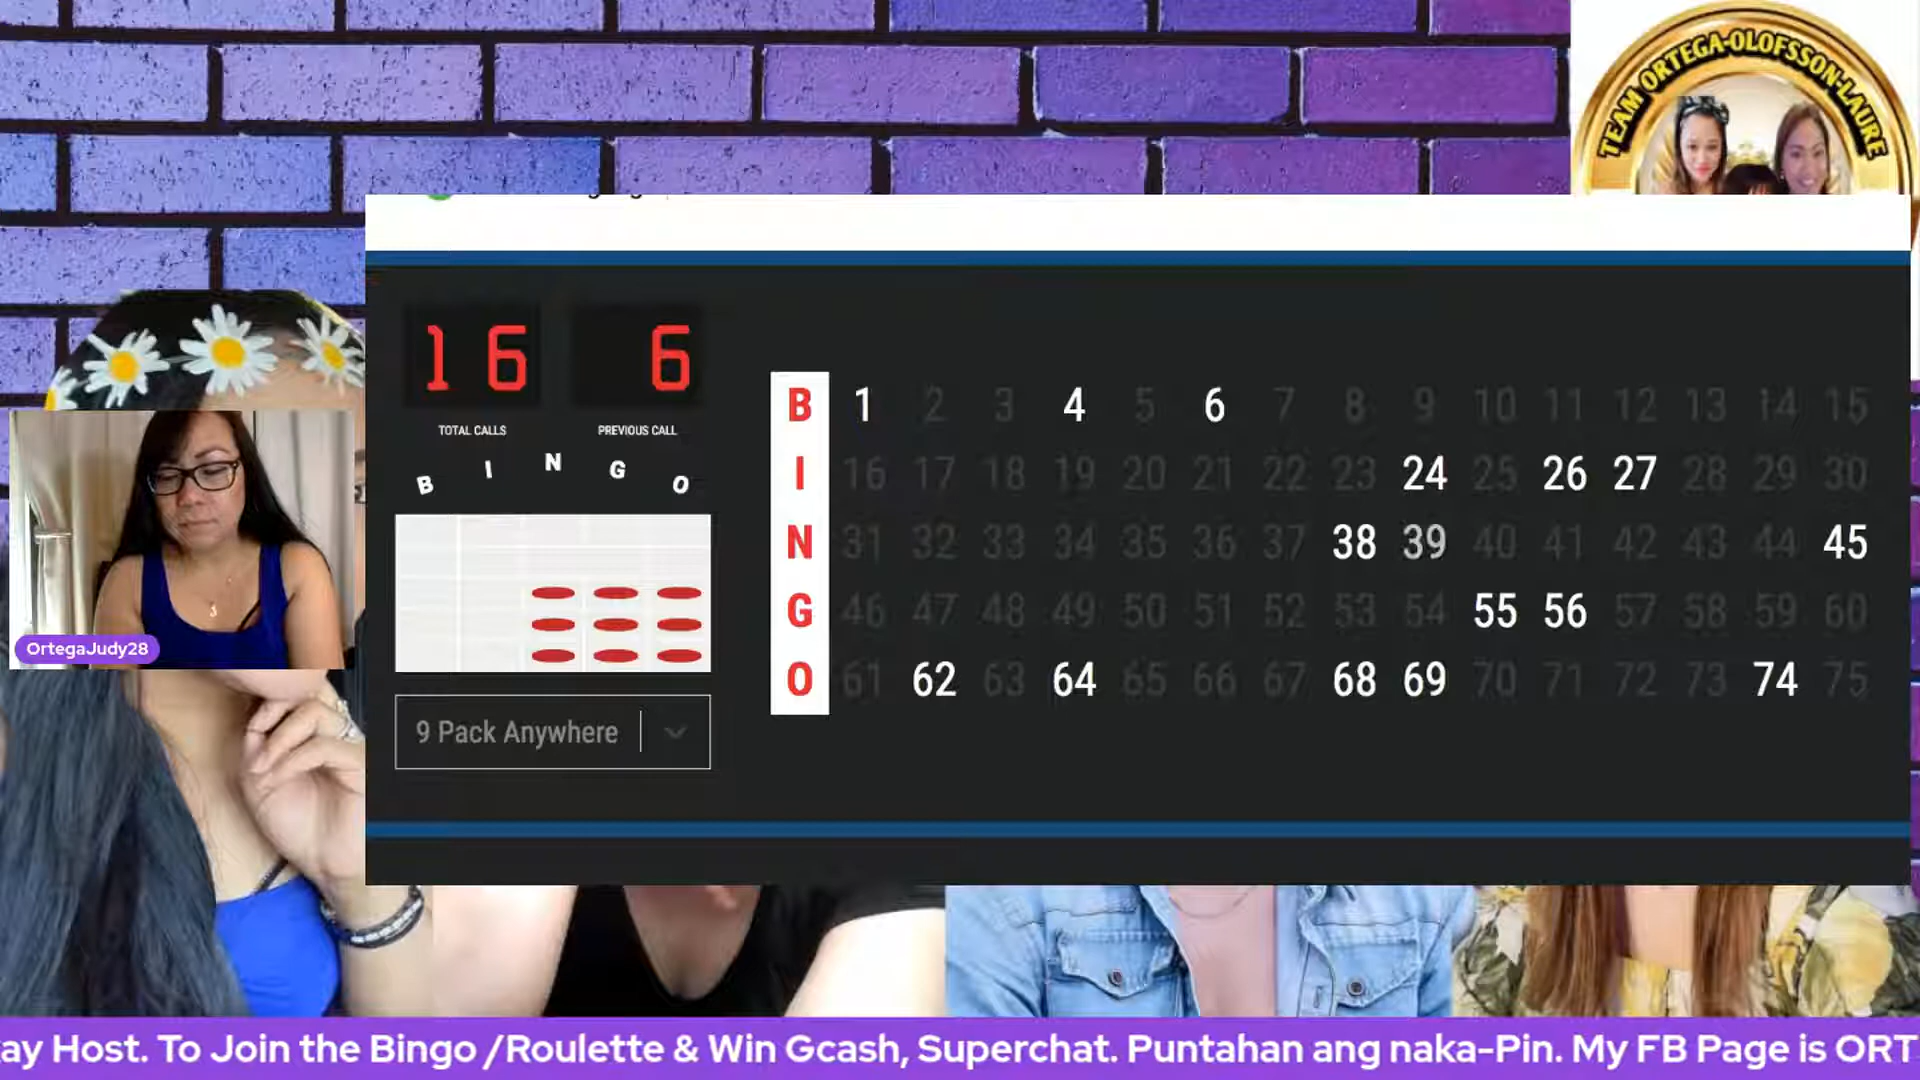 TEAM ORTEGA-OLOFSSON-LAURE
16 6
TOTAL CALLS PREVIOUS CALL
B I N G O
9 Pack Anywhere
B 1 2 3 4 5 6 7 8 9 10 11 12 13 14 15
I 16 17 18 19 20 21 22 23 24 25 26 27 28 29 30
N 31 32 33 34 35 36 37 38 39 40 41 42 43 44 45
G 46 47 48 49 50 51 52 53 54 55 56 57 58 59 60
O 61 62 63 64 65 66 67 68 69 70 71 72 73 74 75
OrtegaJudy28
ay Host. To Join the Bingo /Roulette & Win Gcash, Superchat. Puntahan ang naka-Pin. My FB Page is ORT